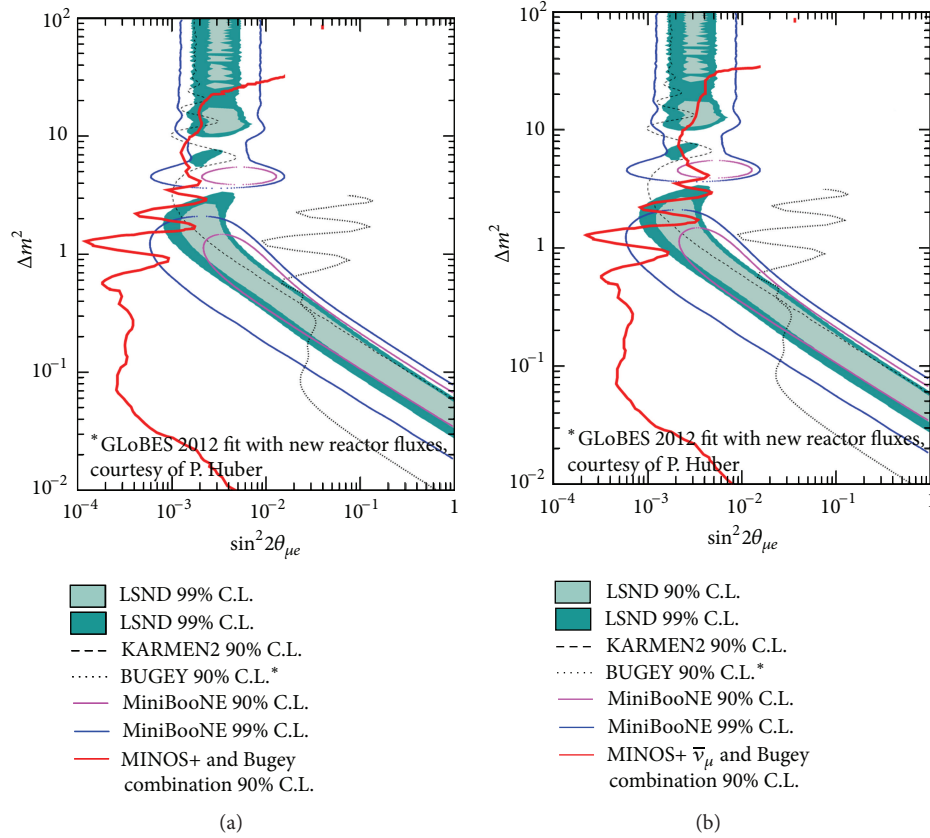 10²
10
1
10⁻¹
10⁻²
Δm²
* GLoBES 2012 fit with new reactor fluxes,
courtesy of P. Huber
10⁻⁴ 10⁻³ 10⁻² 10⁻¹ 1
sin²2θμe
LSND 99% C.L.
LSND 99% C.L.
KARMEN2 90% C.L.
BUGEY 90% C.L.*
MiniBooNE 90% C.L.
MiniBooNE 99% C.L.
MINOS+ and Bugey
combination 90% C.L.
(a)
10²
10
1
10⁻¹
10⁻²
Δm²
* GLoBES 2012 fit with new reactor fluxes,
courtesy of P. Huber
10⁻⁴ 10⁻³ 10⁻² 10⁻¹ 1
sin²2θμe
LSND 90% C.L.
LSND 99% C.L.
KARMEN2 90% C.L.
BUGEY 90% C.L.*
MiniBooNE 90% C.L.
MiniBooNE 99% C.L.
MINOS+ ν̅μ and Bugey
combination 90% C.L.
(b)